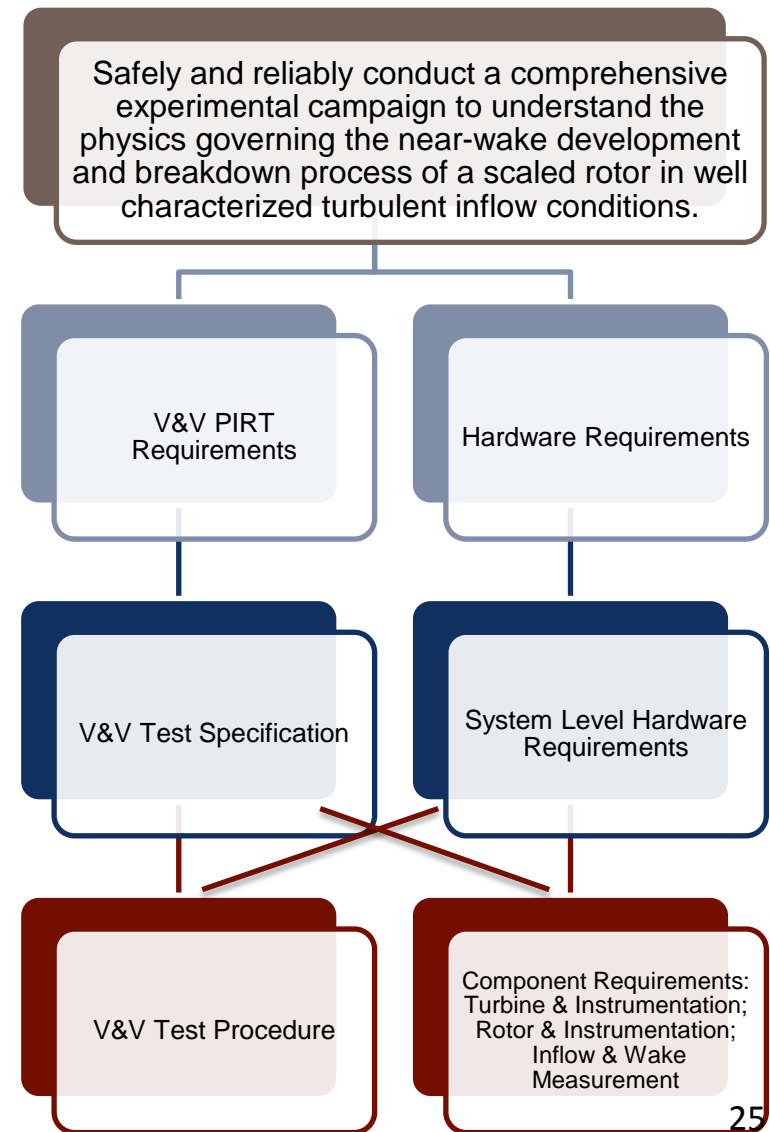 Safely and reliably conduct a comprehensive
experimental campaign to understand the
physics governing the near-wake development
and breakdown process of a scaled rotor in well
characterized turbulent inflow conditions.
V&V PIRT
Requirements
Hardware Requirements
V&V Test Specification
System Level Hardware
Requirements
V&V Test Procedure
Component Requirements:
Turbine & Instrumentation;
Rotor & Instrumentation;
Inflow & Wake
Measurement
25